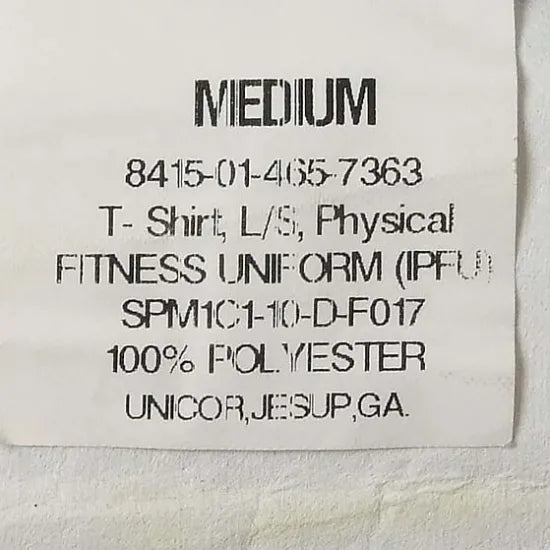 MEDIUM
8415-01-465-7363
T- Shirt, L/S, Physical
FITNESS UNIFORM (IPFU)
SPM1C1-10-D-F017
100% POLYESTER
UNICOR,JESUP,GA.